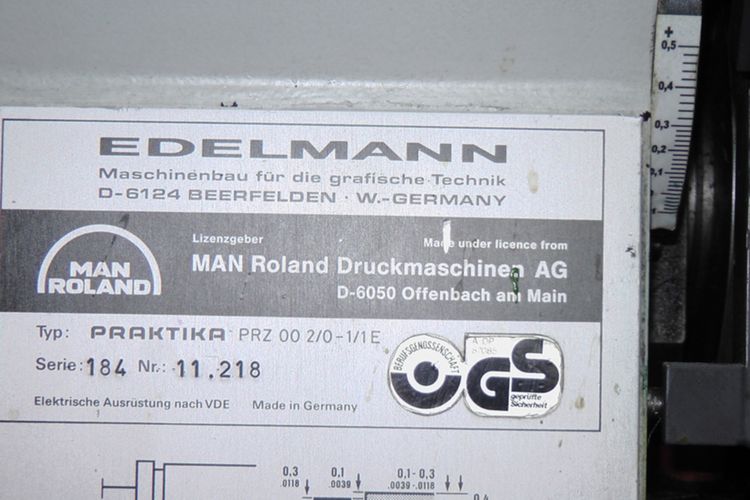 +
0,5
0,4
0,3
0,2
EDELMANN
Maschinenbau für die grafische Technik
D-6124 BEERFELDEN · W.-GERMANY
MAN
ROLAND
Lizenzgeber
Made under licence from
MAN Roland Druckmaschinen AG
D-6050 Offenbach am Main
Typ: PRAKTIKA PRZ 00 2/0-1/1E
Serie: 184 Nr.: 11.218
Elektrische Ausrüstung nach VDE Made in Germany
BERUFSGENOSSENSCHAFT
GS
geprüfte
Sicherheit
0,3 0,1 0,1-0,3
.0118 .0039 .0039-.0118
0,4